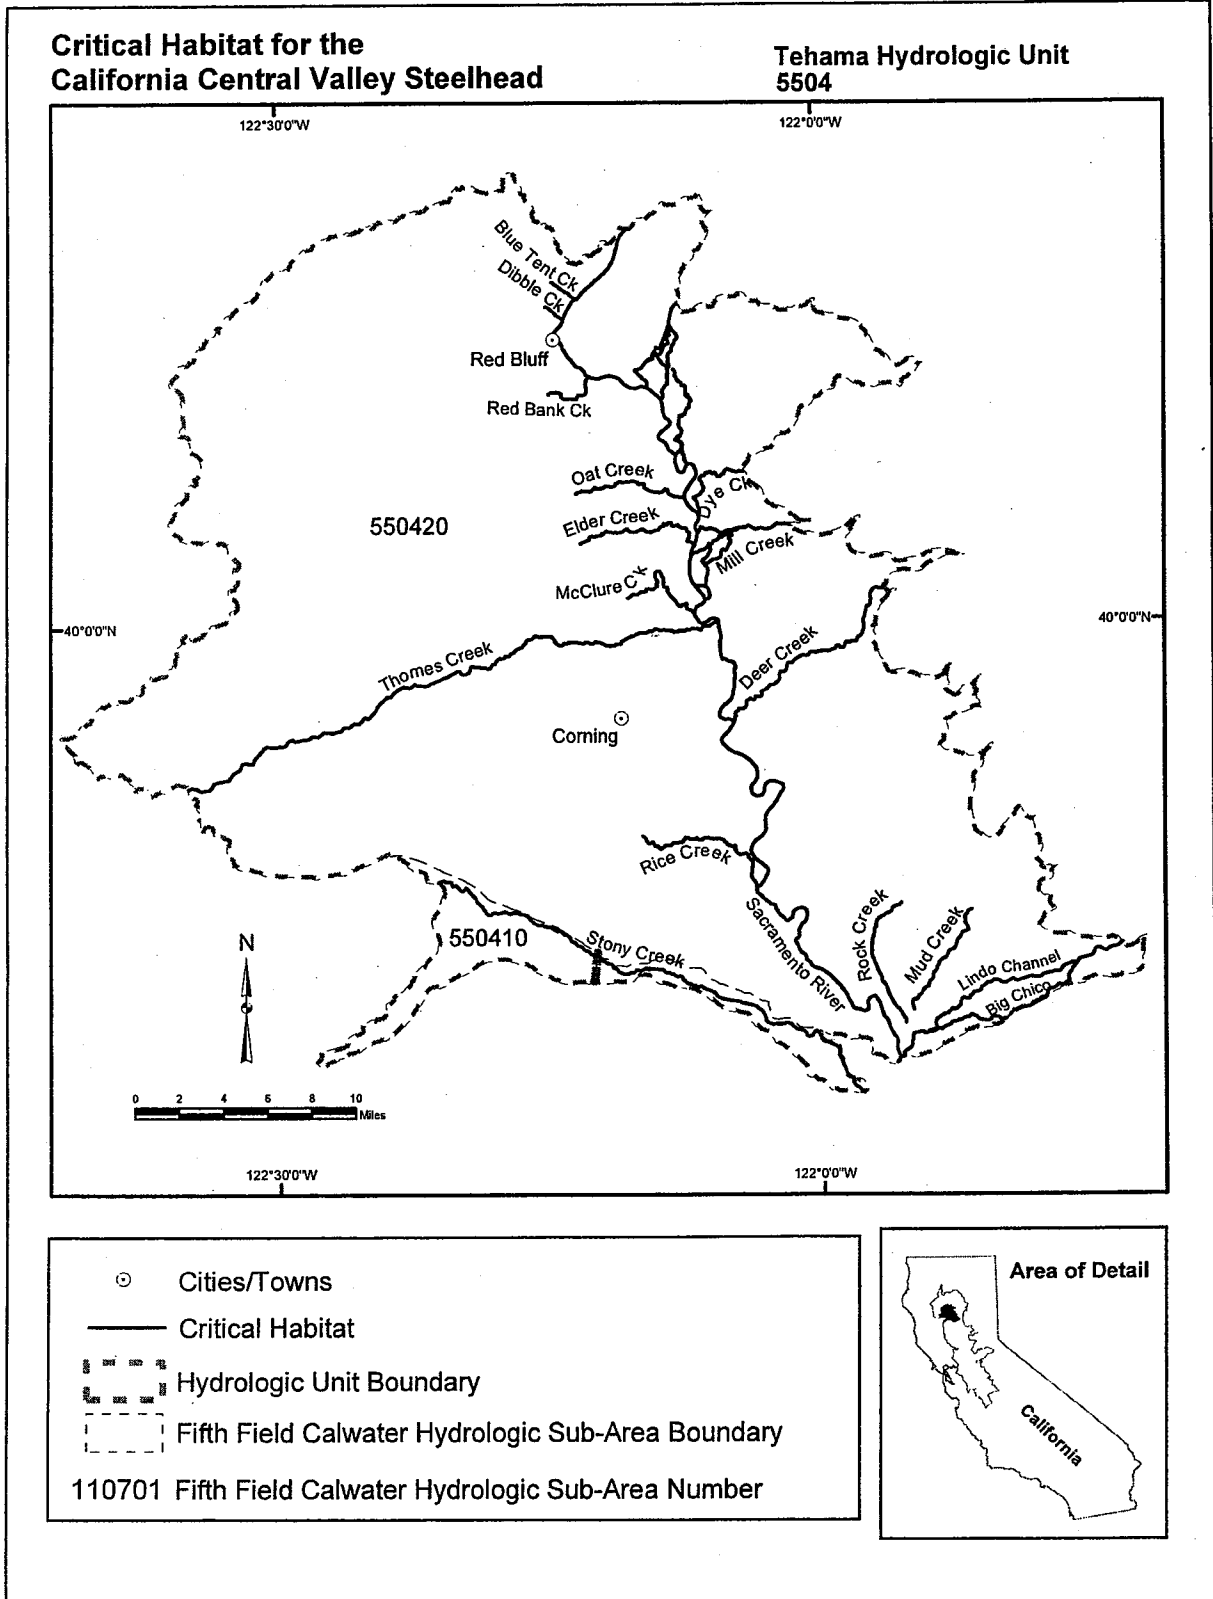 Critical Habitat for the
California Central Valley Steelhead
Tehama Hydrologic Unit
5504
122°30'0"W
122°0'0"W
Blue Tent Ck
Dibble Ck
Red Bluff
Red Bank Ck
Oat Creek
Dye Ck
550420
Elder Creek
Mill Creek
McClure Ck
40°0'0"N
40°0'0"N
Thomes Creek
Deer Creek
Corning
Rice Creek
Sacramento River
Rock Creek
Mud Creek
N
550410
Stony Creek
Lindo Channel
Big Chico
0 2 4 6 8 10
Miles
122°30'0"W
122°0'0"W
Cities/Towns
Critical Habitat
Hydrologic Unit Boundary
Fifth Field Calwater Hydrologic Sub-Area Boundary
110701 Fifth Field Calwater Hydrologic Sub-Area Number
Area of Detail
California